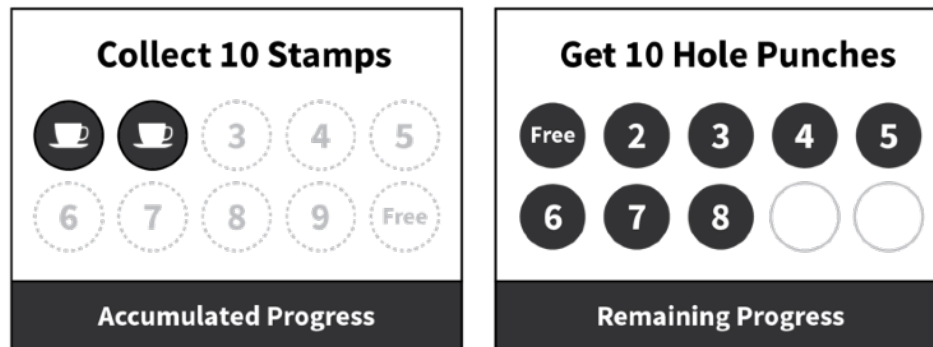 Collect 10 Stamps
3 4 5
6 7 8 9 Free
Accumulated Progress
Get 10 Hole Punches
Free 2 3 4 5
6 7 8
Remaining Progress